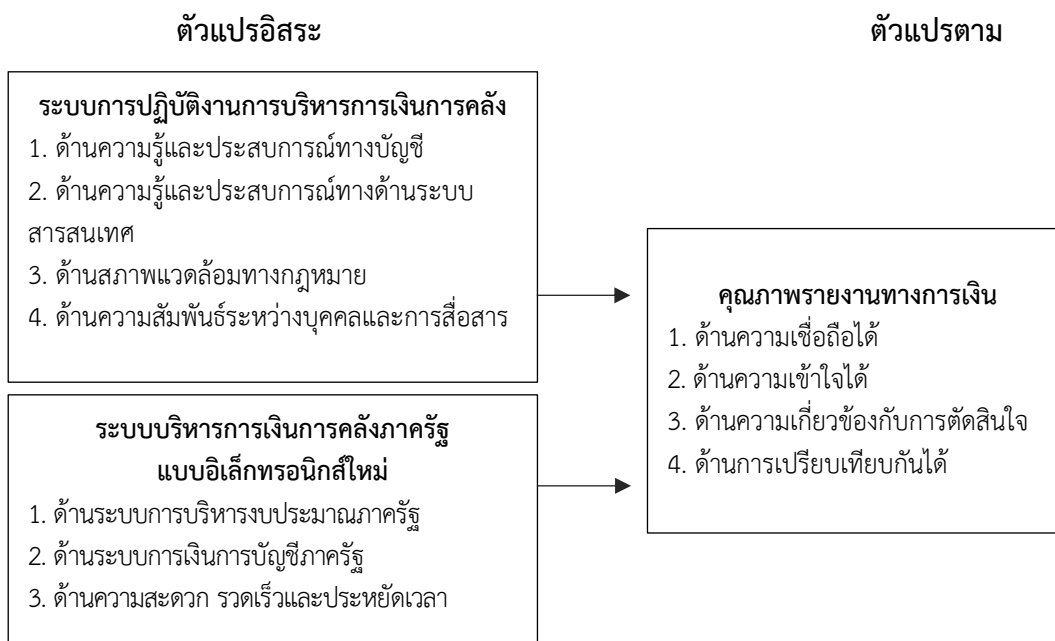 ตัวแปรอิสระ
ตัวแปรตาม
ระบบการปฏิบัติงานการบริหารการเงินการคลัง
1. ด้านความรู้และประสบการณ์ทางบัญชี
2. ด้านความรู้และประสบการณ์ทางด้านระบบ
สารสนเทศ
3. ด้านสภาพแวดล้อมทางกฎหมาย
4. ด้านความสัมพันธ์ระหว่างบุคคลและการสื่อสาร
ระบบบริหารการเงินการคลังภาครัฐ
แบบอิเล็กทรอนิกส์ใหม่
1. ด้านระบบการบริหารงบประมาณภาครัฐ
2. ด้านระบบการเงินการบัญชีภาครัฐ
3. ด้านความสะดวก รวดเร็วและประหยัดเวลา
คุณภาพรายงานทางการเงิน
1. ด้านความเชื่อถือได้
2. ด้านความเข้าใจได้
3. ด้านความเกี่ยวข้องกับการตัดสินใจ
4. ด้านการเปรียบเทียบกันได้